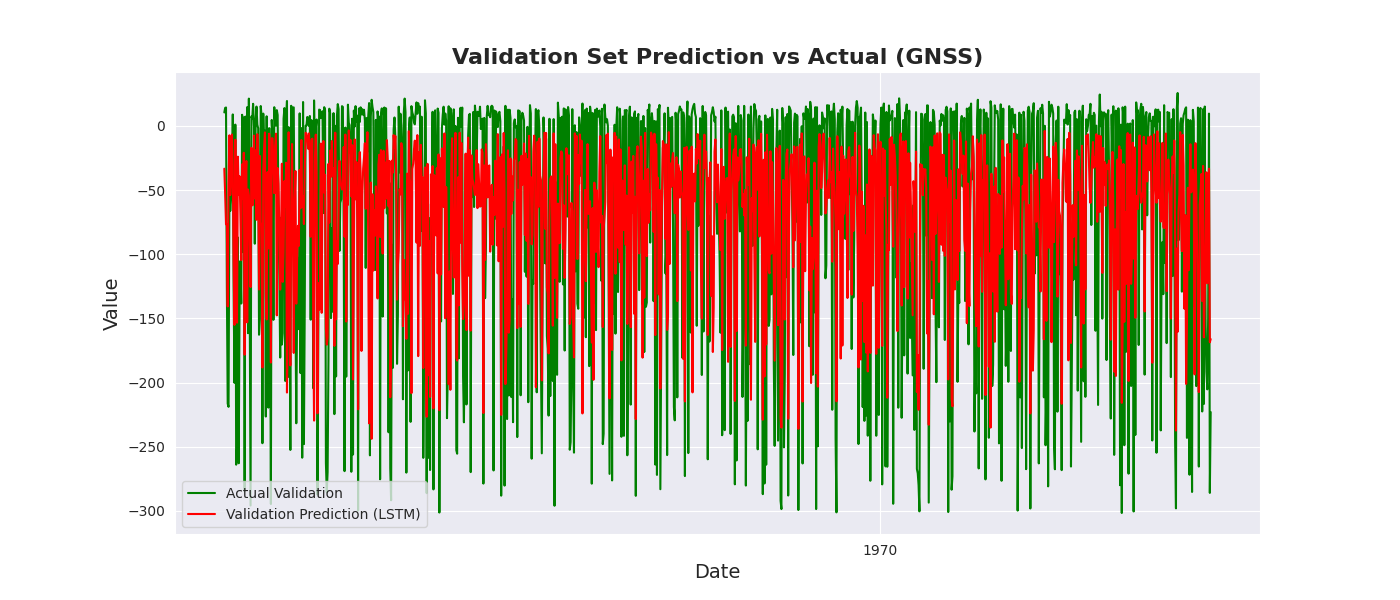 Validation Set Prediction vs Actual (GNSS)
Value
0
−50
−100
−150
−200
−250
−300
Actual Validation
Validation Prediction (LSTM)
1970
Date